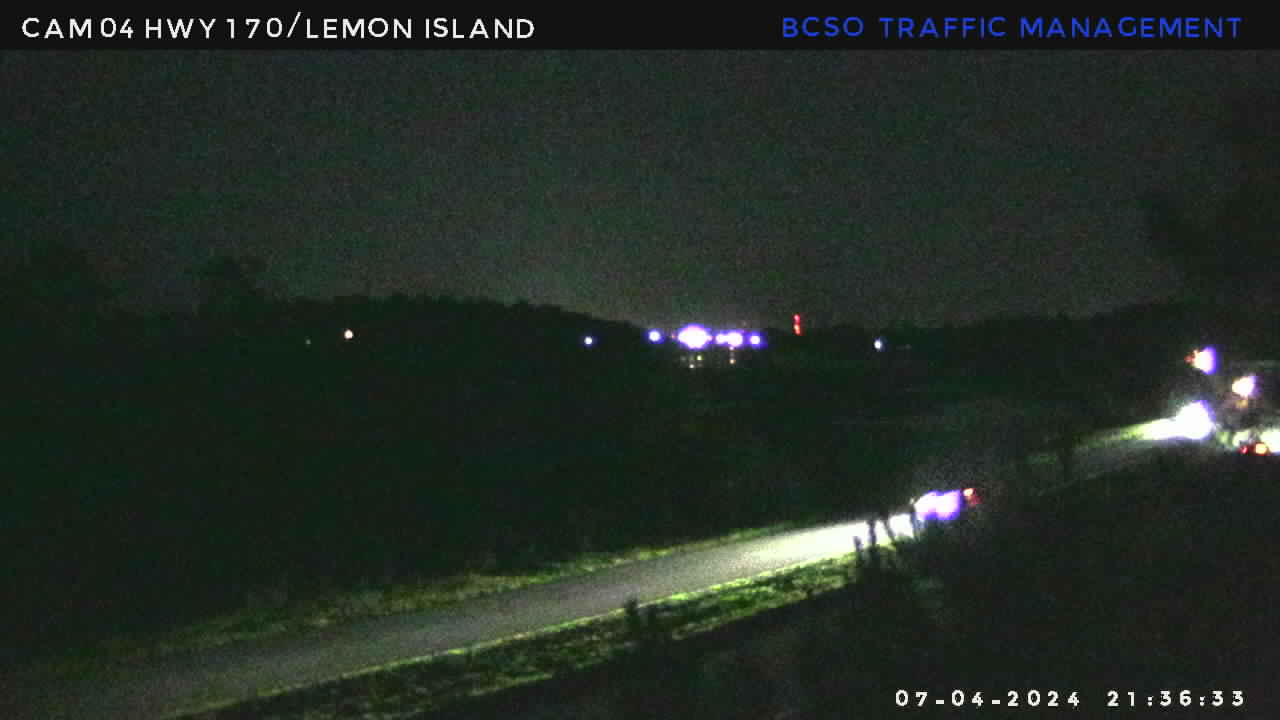 CAM04 HWY 170/LEMON ISLAND
BCSO TRAFFIC MANAGEMENT
07-04-2024 21:36:33